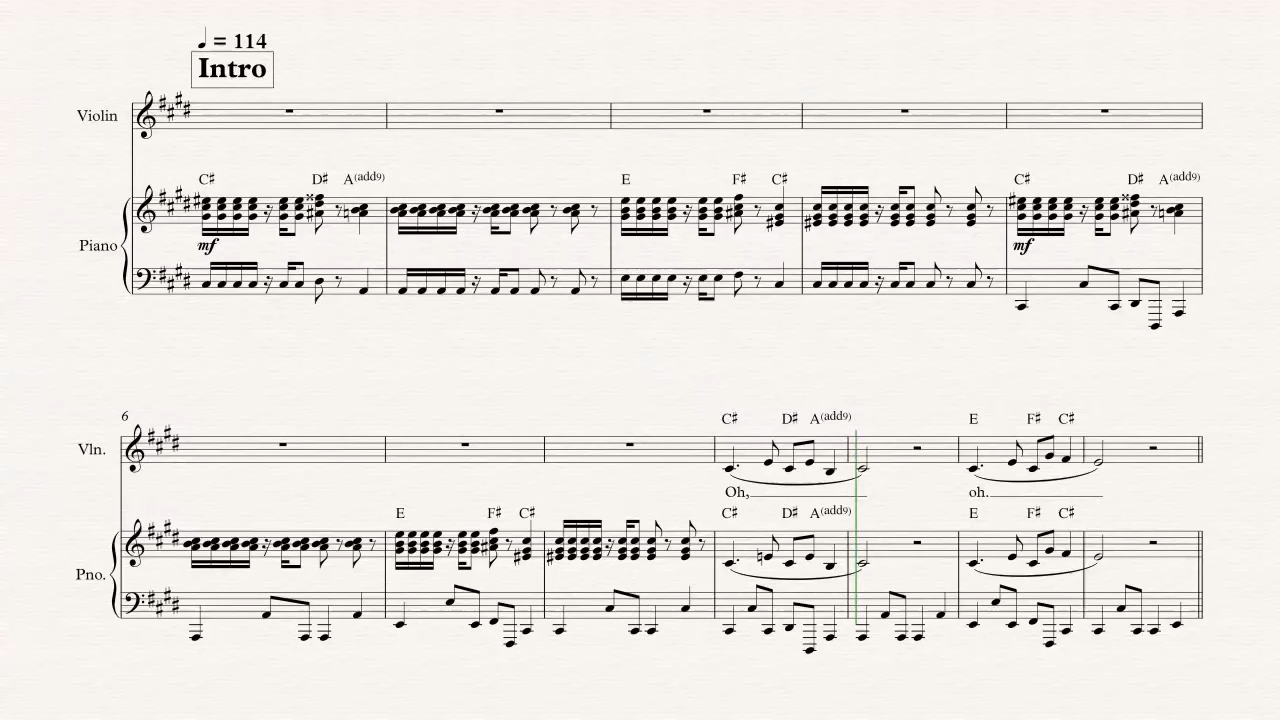 ♩ = 114
Intro
Violin
C♯ D♯ A(add9) E F♯ C♯ C♯ D♯ A(add9)
Piano
mf mf
6
C♯ D♯ A(add9) E F♯ C♯
Vln.
Oh, oh.
E F♯ C♯ C♯ D♯ A(add9) E F♯ C♯
Pno.